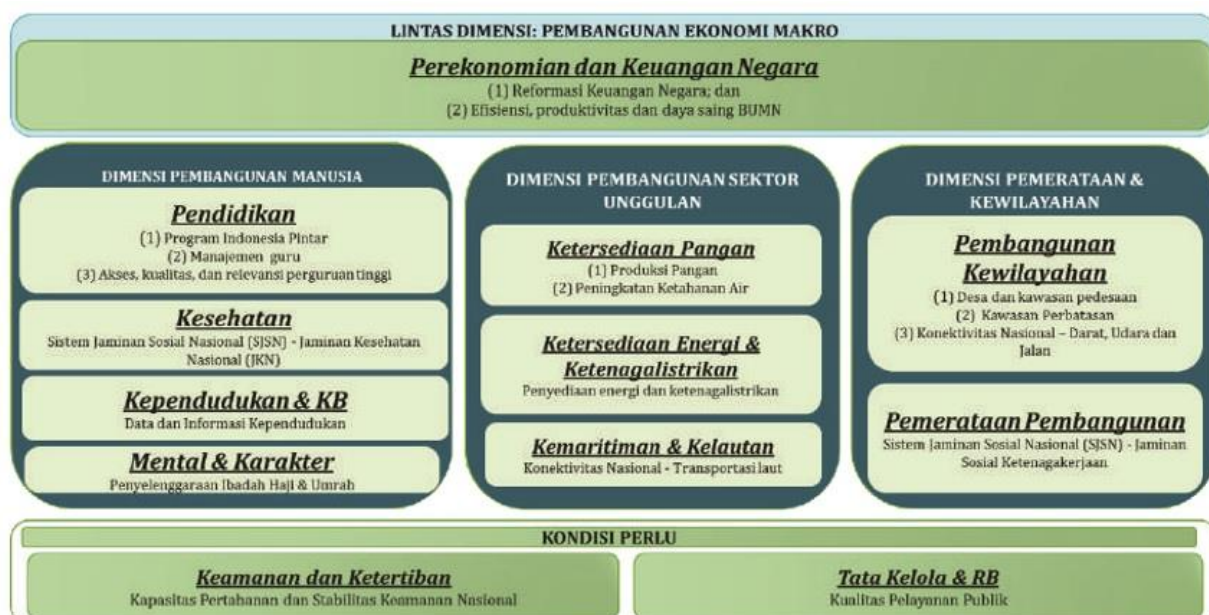 LINTAS DIMENSI: PEMBANGUNAN EKONOMI MAKRO
Perekonomian dan Keuangan Negara
(1) Reformasi Keuangan Negara; dan
(2) Efisiensi, produktivitas dan daya saing BUMN
DIMENSI PEMBANGUNAN MANUSIA
Pendidikan
(1) Program Indonesia Pintar
(2) Manajemen guru
(3) Akses, kualitas, dan relevansi perguruan tinggi
Kesehatan
Sistem Jaminan Sosial Nasional (SJSN) - Jaminan Kesehatan
Nasional (JKN)
Kependudukan & KB
Data dan Informasi Kependudukan
Mental & Karakter
Penyelenggaraan Ibadah Haji & Umrah
DIMENSI PEMBANGUNAN SEKTOR
UNGGULAN
Ketersediaan Pangan
(1) Produksi Pangan
(2) Peningkatan Ketahanan Air
Ketersediaan Energi &
Ketenagalistrikan
Penyediaan energi dan ketenagalistrikan
Kemaritiman & Kelautan
Konektivitas Nasional - Transportasi laut
DIMENSI PEMERATAAN &
KEWILAYAHAN
Pembangunan
Kewilayahan
(1) Desa dan kawasan pedesaan
(2) Kawasan Perbatasan
(3) Konektivitas Nasional – Darat, Udara dan
Jalan
Pemerataan Pembangunan
Sistem Jaminan Sosial Nasional (SJSN) - Jaminan
Sosial Ketenagakerjaan
KONDISI PERLU
Keamanan dan Ketertiban
Kapasitas Pertahanan dan Stabilitas Keamanan Nasional
Tata Kelola & RB
Kualitas Pelayanan Publik